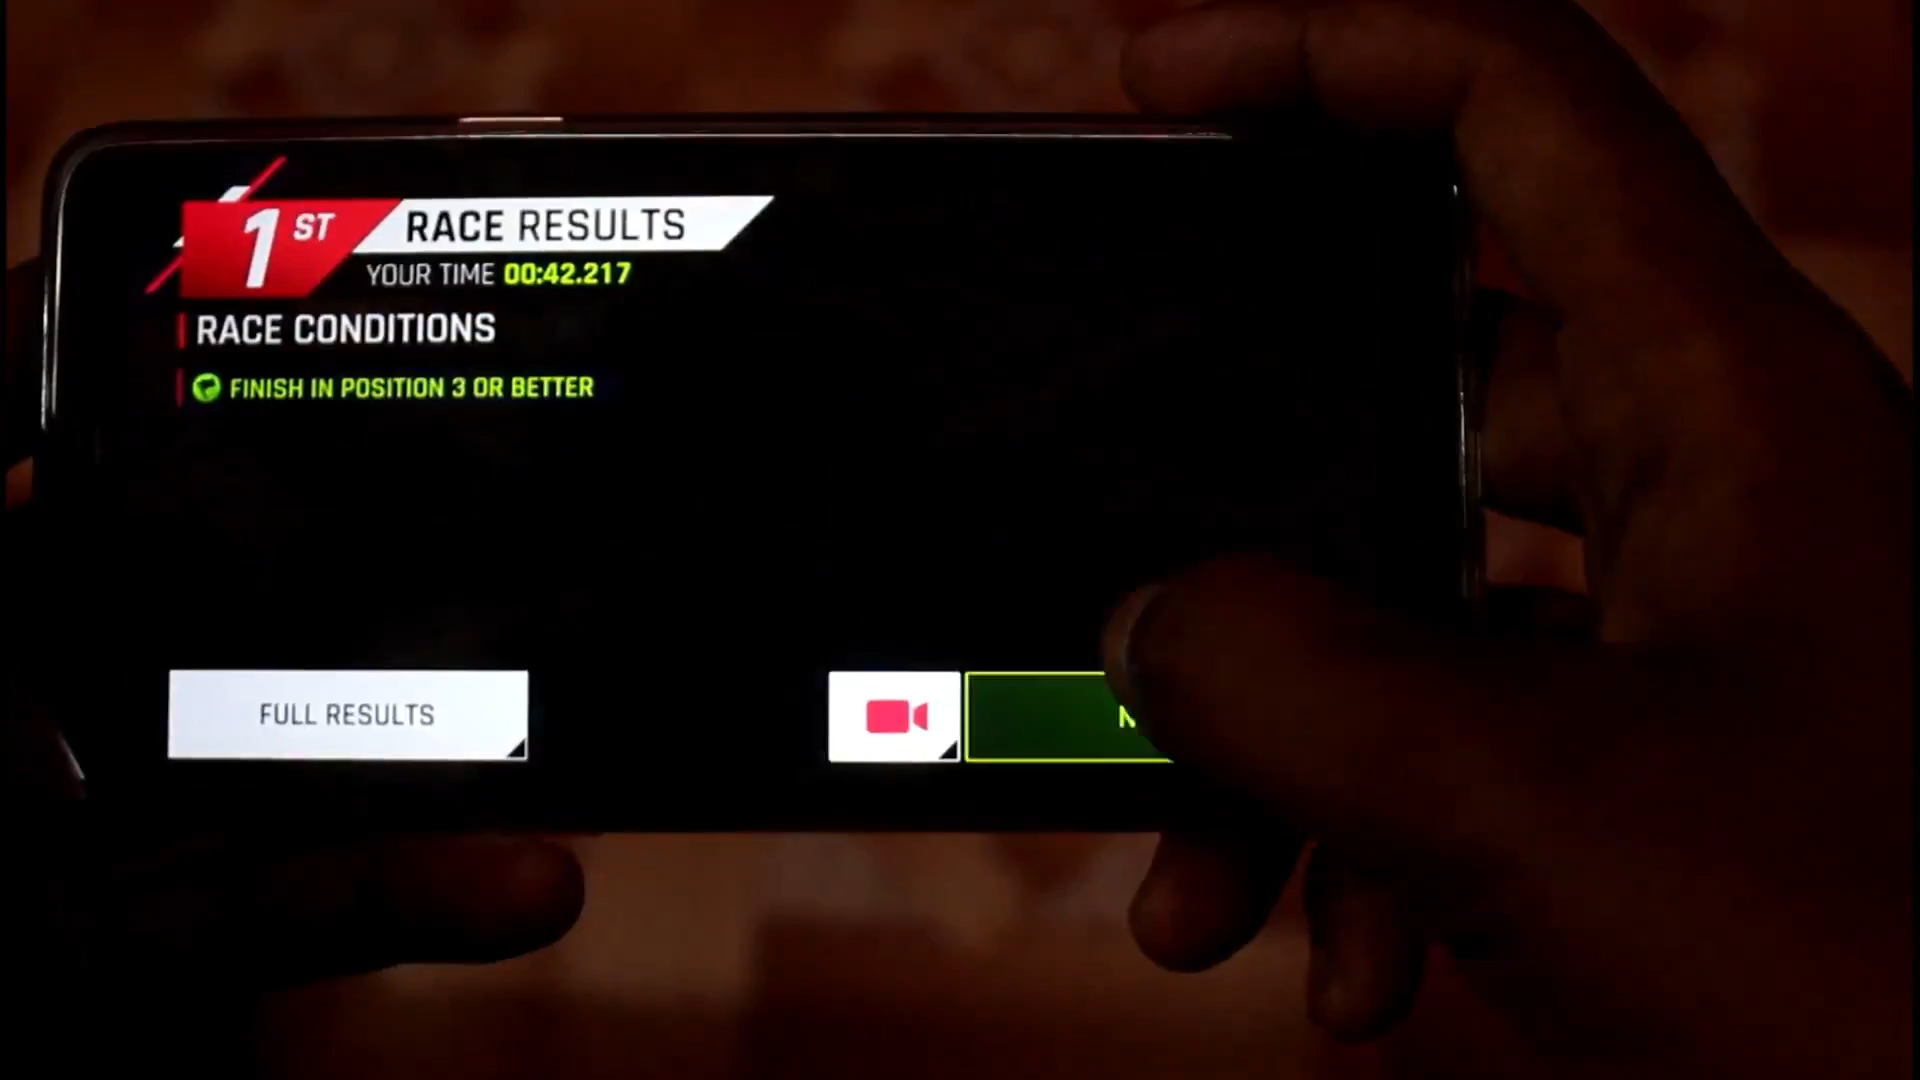 1ST
RACE RESULTS
YOUR TIME 00:42.217
RACE CONDITIONS
FINISH IN POSITION 3 OR BETTER
FULL RESULTS